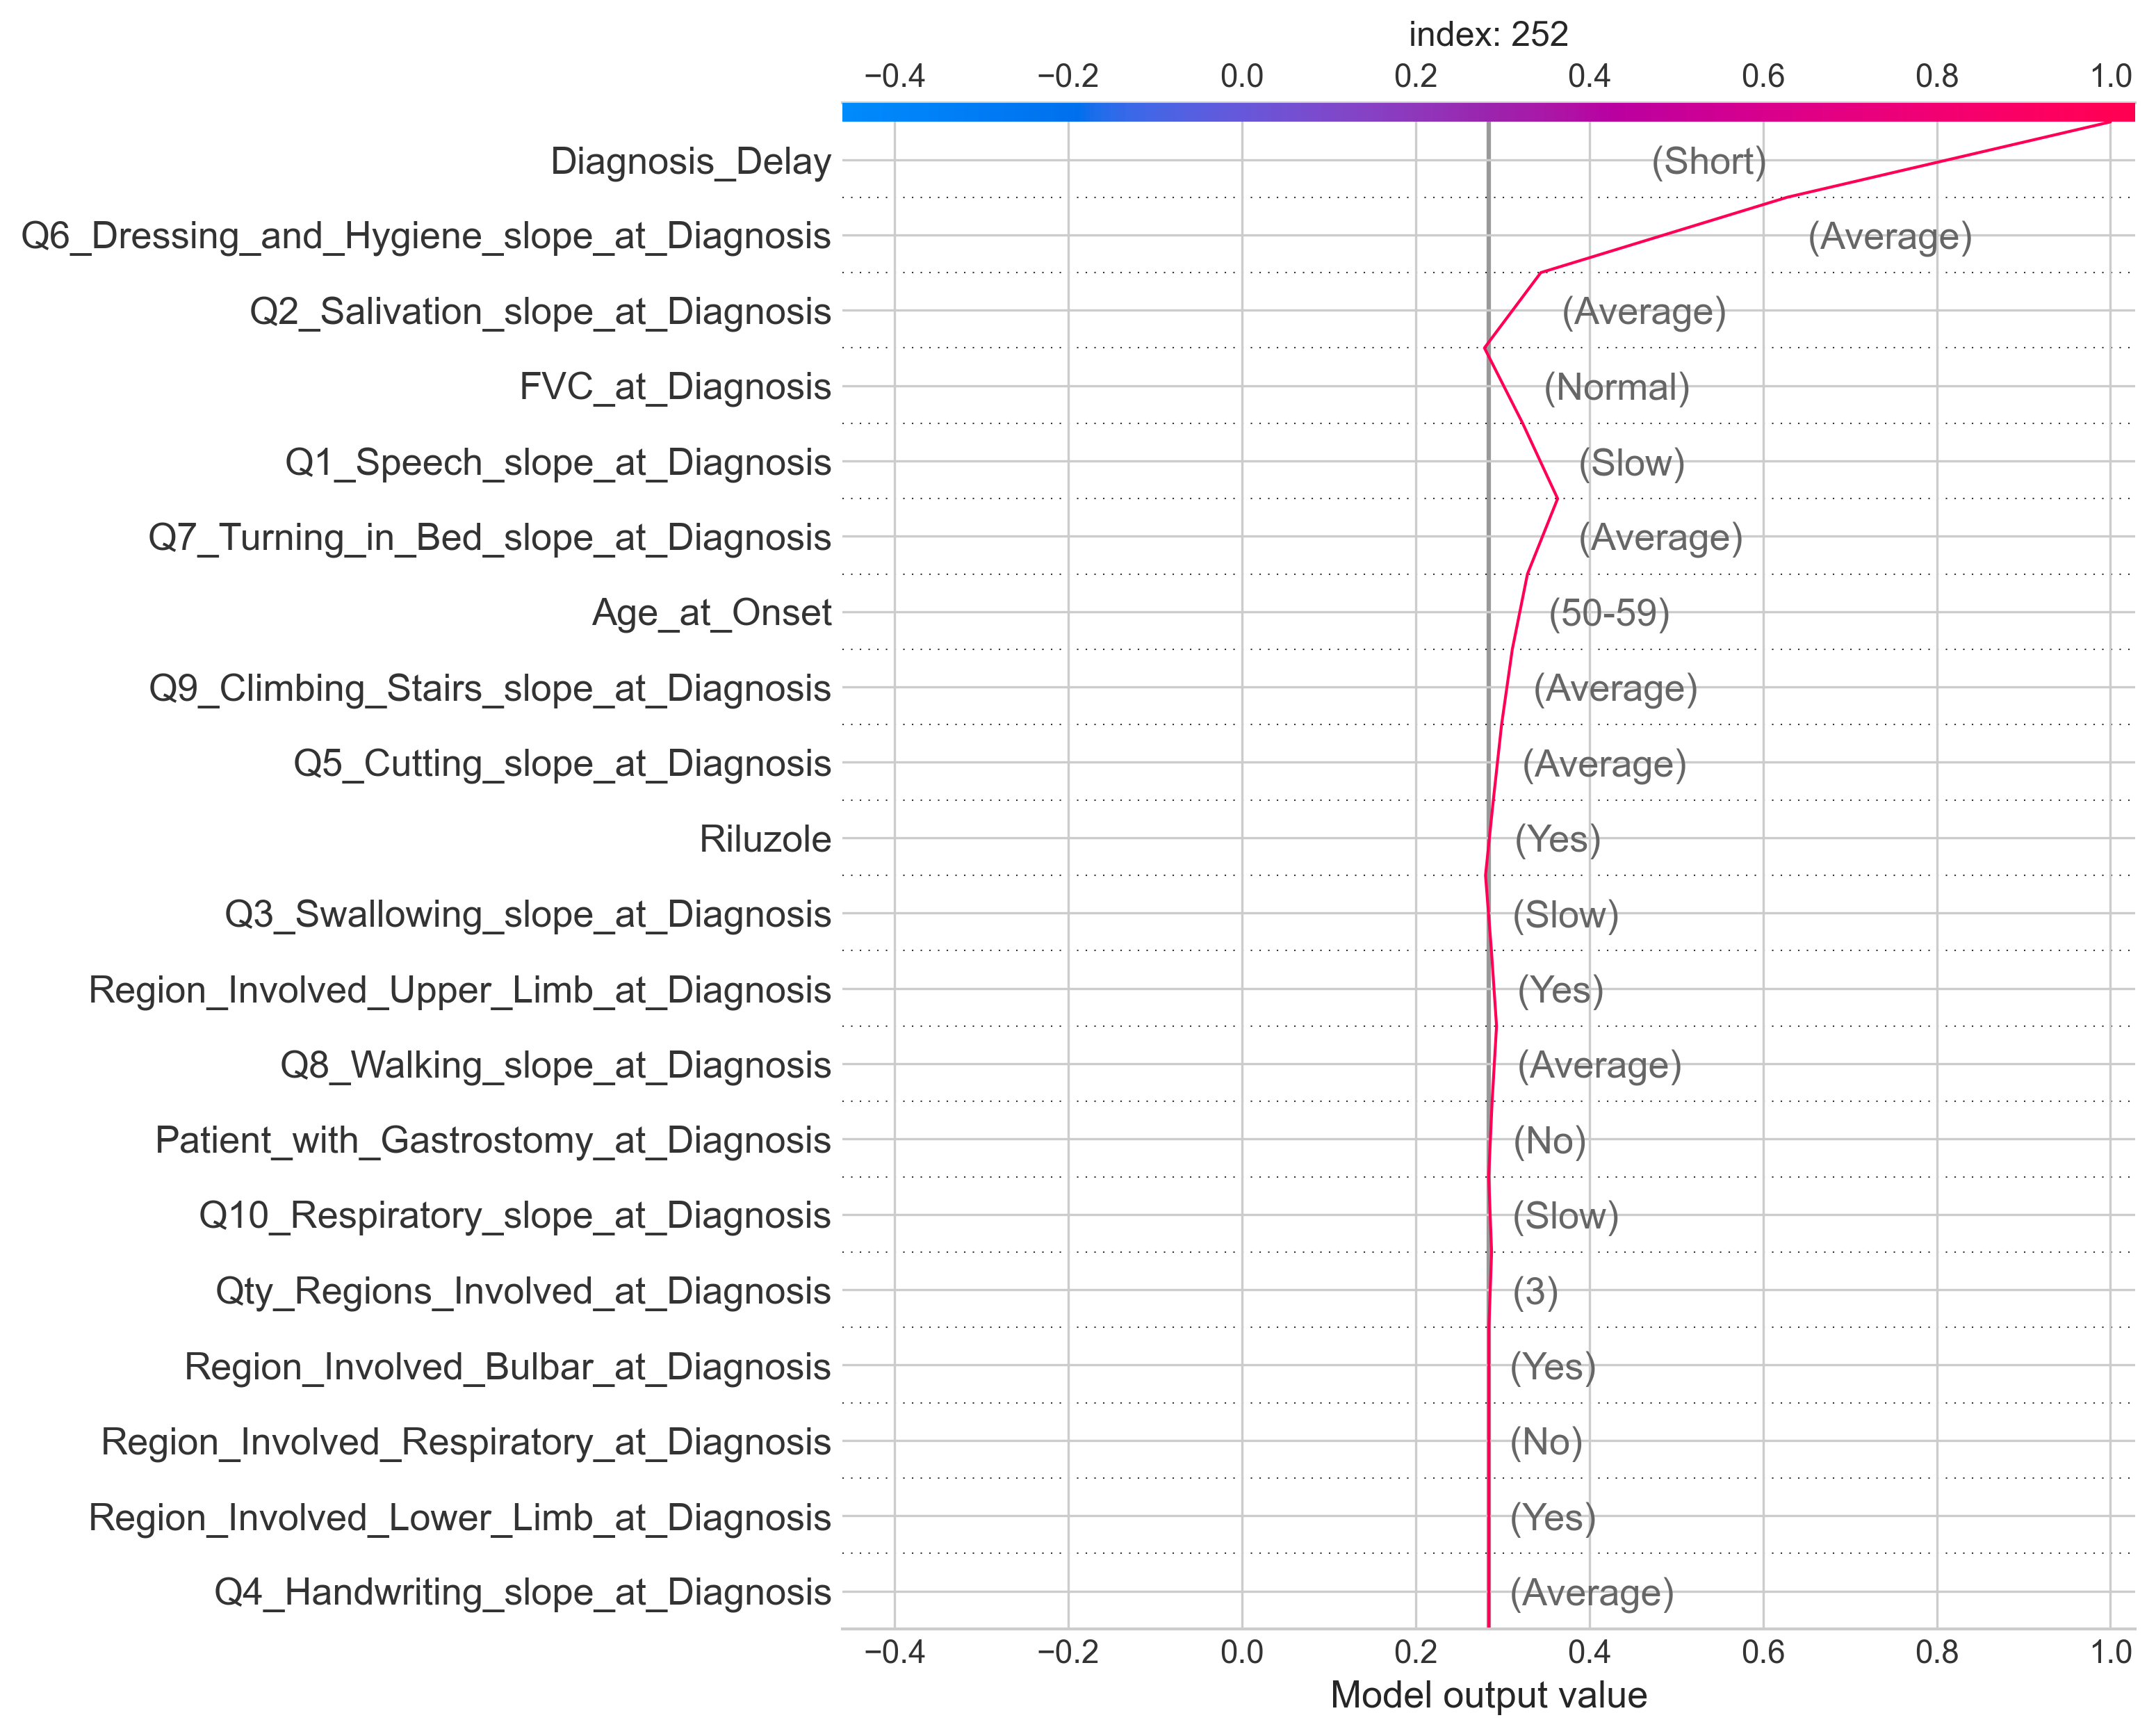 index: 252
−0.4 −0.2 0.0 0.2 0.4 0.6 0.8 1.0
Diagnosis_Delay (Short)
Q6_Dressing_and_Hygiene_slope_at_Diagnosis (Average)
Q2_Salivation_slope_at_Diagnosis (Average)
FVC_at_Diagnosis (Normal)
Q1_Speech_slope_at_Diagnosis (Slow)
Q7_Turning_in_Bed_slope_at_Diagnosis (Average)
Age_at_Onset (50-59)
Q9_Climbing_Stairs_slope_at_Diagnosis (Average)
Q5_Cutting_slope_at_Diagnosis (Average)
Riluzole (Yes)
Q3_Swallowing_slope_at_Diagnosis (Slow)
Region_Involved_Upper_Limb_at_Diagnosis (Yes)
Q8_Walking_slope_at_Diagnosis (Average)
Patient_with_Gastrostomy_at_Diagnosis (No)
Q10_Respiratory_slope_at_Diagnosis (Slow)
Qty_Regions_Involved_at_Diagnosis (3)
Region_Involved_Bulbar_at_Diagnosis (Yes)
Region_Involved_Respiratory_at_Diagnosis (No)
Region_Involved_Lower_Limb_at_Diagnosis (Yes)
Q4_Handwriting_slope_at_Diagnosis (Average)
−0.4 −0.2 0.0 0.2 0.4 0.6 0.8 1.0
Model output value